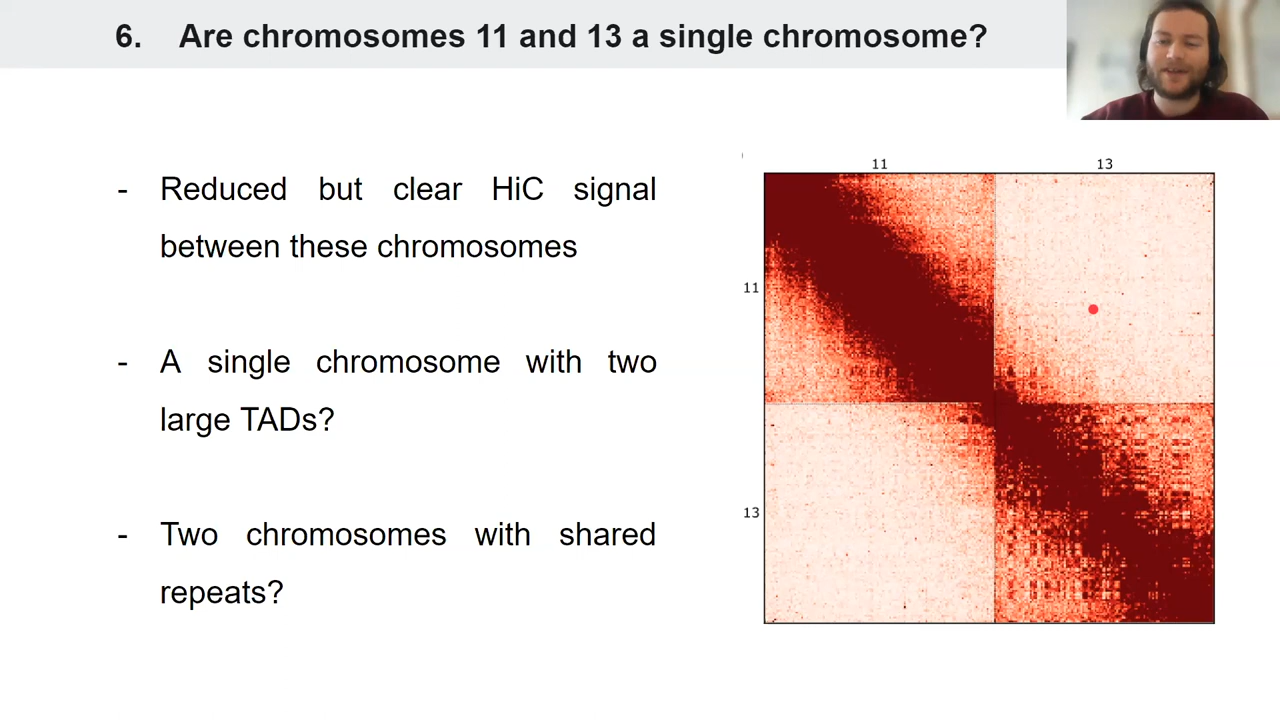 6. Are chromosomes 11 and 13 a single chromosome?
- Reduced but clear HiC signal
between these chromosomes
- A single chromosome with two
large TADs?
- Two chromosomes with shared
repeats?
11 13
11
13